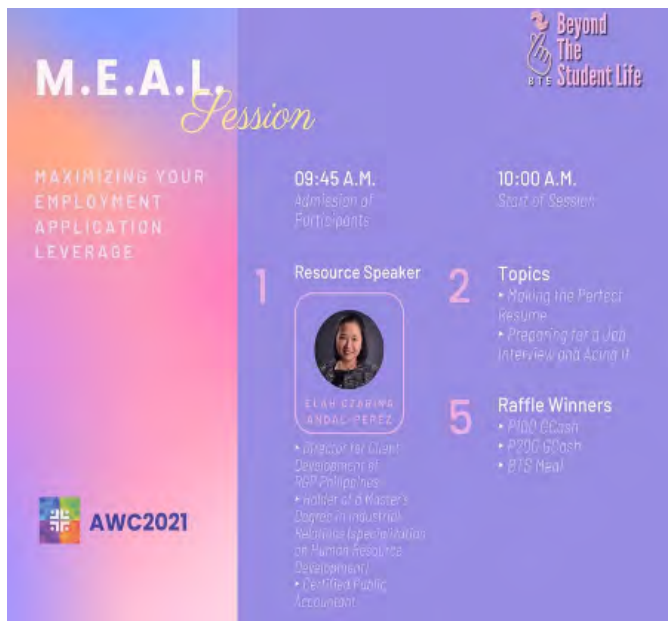 M.E.A.L.
Session
MAXIMIZING YOUR
EMPLOYMENT
APPLICATION
LEVERAGE
AWC2021
Beyond
The
BTS Student Life
09:45 A.M.
Admission of
Participants
10:00 A.M.
Start of Session
1
Resource Speaker
ELAH CZARINA
ANDAL-PEREZ
• Director for Client
Development of
RGP Philippines
• Holder of a Master's
Degree in Industrial
Relations (specialization
on Human Resource
Development)
• Certified Public
Accountant
2
Topics
• Making the Perfect
Resume
• Preparing for a Job
Interview and Acing It
5
Raffle Winners
• P100 GCash
• P200 GCash
• BTS Meal